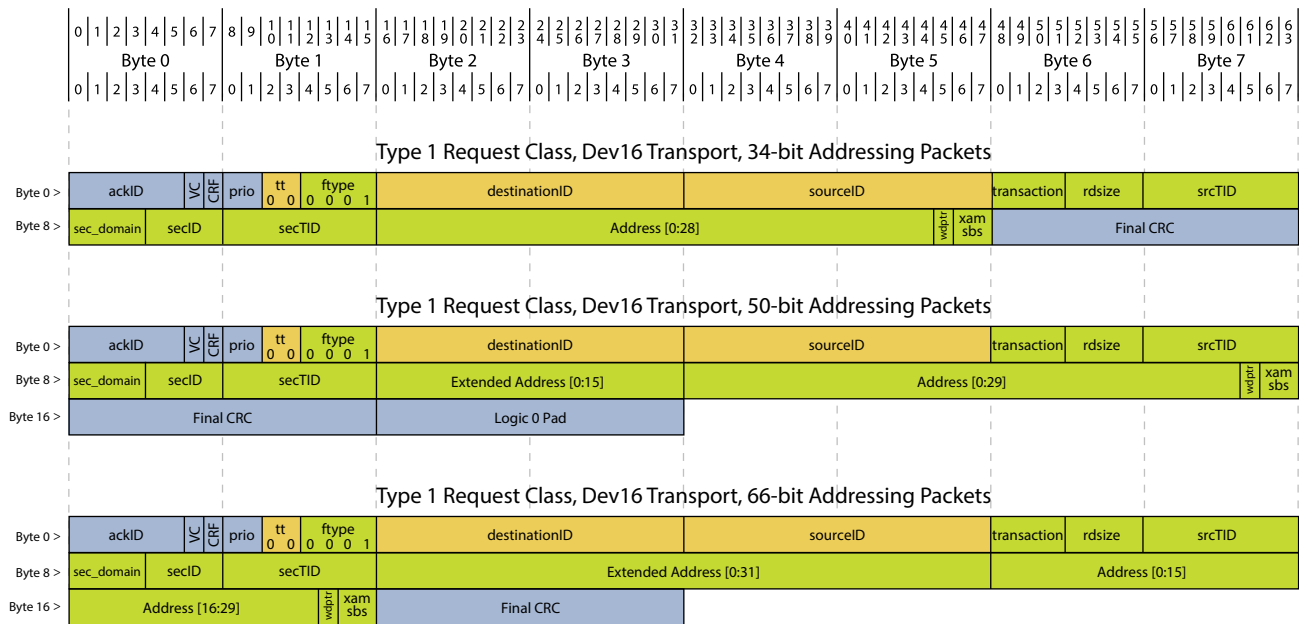 0 1 2 3 4 5 6 7 8 9 10 11 12 13 14 15 16 17 18 19 20 21 22 23 24 25 26 27 28 29 30 31 32 33 34 35 36 37 38 39 40 41 42 43 44 45 46 47 48 49 50 51 52 53 54 55 56 57 58 59 60 61 62 63
Byte 0 Byte 1 Byte 2 Byte 3 Byte 4 Byte 5 Byte 6 Byte 7
0 1 2 3 4 5 6 7 0 1 2 3 4 5 6 7 0 1 2 3 4 5 6 7 0 1 2 3 4 5 6 7 0 1 2 3 4 5 6 7 0 1 2 3 4 5 6 7 0 1 2 3 4 5 6 7 0 1 2 3 4 5 6 7
Type 1 Request Class, Dev16 Transport, 34-bit Addressing Packets
Byte 0 > ackID VC CRF prio tt 0 0 ftype 0 0 0 1 destinationID sourceID transaction rdsize srcTID
Byte 8 > sec_domain secID secTID Address [0:28] wdptr xam sbs Final CRC
Type 1 Request Class, Dev16 Transport, 50-bit Addressing Packets
Byte 0 > ackID VC CRF prio tt 0 0 ftype 0 0 0 1 destinationID sourceID transaction rdsize srcTID
Byte 8 > sec_domain secID secTID Extended Address [0:15] Address [0:29] wdptr xam sbs
Byte 16 > Final CRC Logic 0 Pad
Type 1 Request Class, Dev16 Transport, 66-bit Addressing Packets
Byte 0 > ackID VC CRF prio tt 0 0 ftype 0 0 0 1 destinationID sourceID transaction rdsize srcTID
Byte 8 > sec_domain secID secTID Extended Address [0:31] Address [0:15]
Byte 16 > Address [16:29] wdptr xam sbs Final CRC